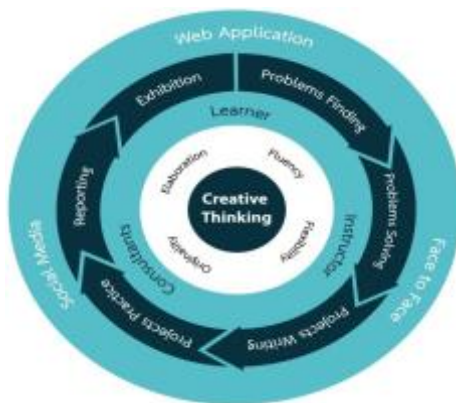 Web Application
Face to Face
Social Media
Exhibition
Problems Finding
Problems Solving
Projects Writing
Projects Practice
Reporting
Learner
Instructor
Consultants
Elaboration
Fluency
Flexibility
Originality
Creative
Thinking